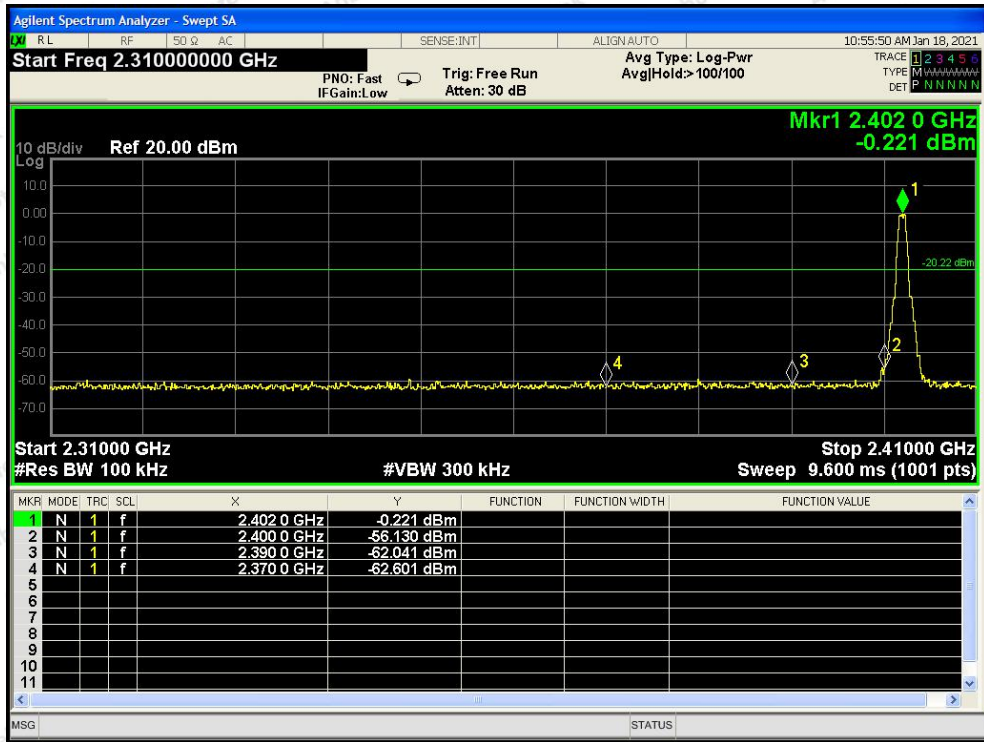 Agilent Spectrum Analyzer - Swept SA
LXI RL RF 50 Ω AC SENSE:INT ALIGN AUTO 10:55:50 AM Jan 18, 2021
Start Freq 2.310000000 GHz Avg Type: Log-Pwr TRACE 1 2 3 4 5 6
PNO: Fast Trig: Free Run Avg|Hold:>100/100 TYPE M WWWWW
IFGain:Low Atten: 30 dB DET P N N N N N
Mkr1 2.402 0 GHz
10 dB/div Ref 20.00 dBm -0.221 dBm
Log
10.0
1
0.00
-10.0
-20.0 -20.22 dBm
-30.0
-40.0
-50.0 2
4 3
-60.0
-70.0
Start 2.31000 GHz Stop 2.41000 GHz
#Res BW 100 kHz #VBW 300 kHz Sweep 9.600 ms (1001 pts)
MKR MODE TRC SCL X Y FUNCTION FUNCTION WIDTH FUNCTION VALUE
1 N 1 f 2.402 0 GHz -0.221 dBm
2 N 1 f 2.400 0 GHz -56.130 dBm
3 N 1 f 2.390 0 GHz -62.041 dBm
4 N 1 f 2.370 0 GHz -62.601 dBm
5
6
7
8
9
10
11
MSG STATUS